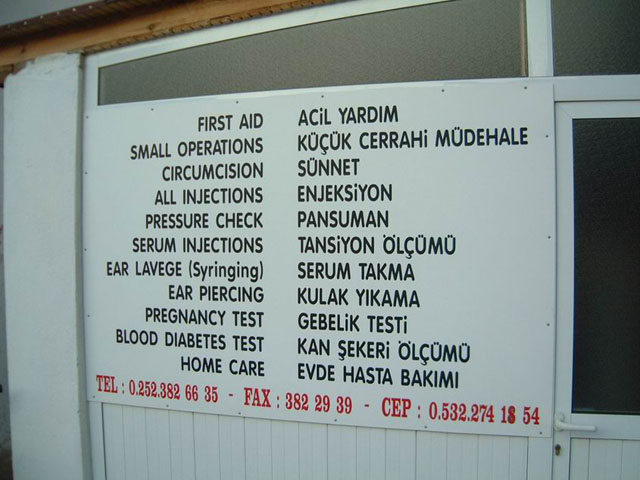 FIRST AID ACİL YARDIM
SMALL OPERATIONS KÜÇÜK CERRAHİ MÜDEHALE
CIRCUMCISION SÜNNET
ALL INJECTIONS ENJEKSİYON
PRESSURE CHECK PANSUMAN
SERUM INJECTIONS TANSİYON ÖLÇÜMÜ
EAR LAVEGE (Syringing) SERUM TAKMA
EAR PIERCING KULAK YIKAMA
PREGNANCY TEST GEBELİK TESTİ
BLOOD DIABETES TEST KAN ŞEKERİ ÖLÇÜMÜ
HOME CARE EVDE HASTA BAKIMI
TEL : 0.252.382 66 35 - FAX : 382 29 39 - CEP : 0.532.274 18 54